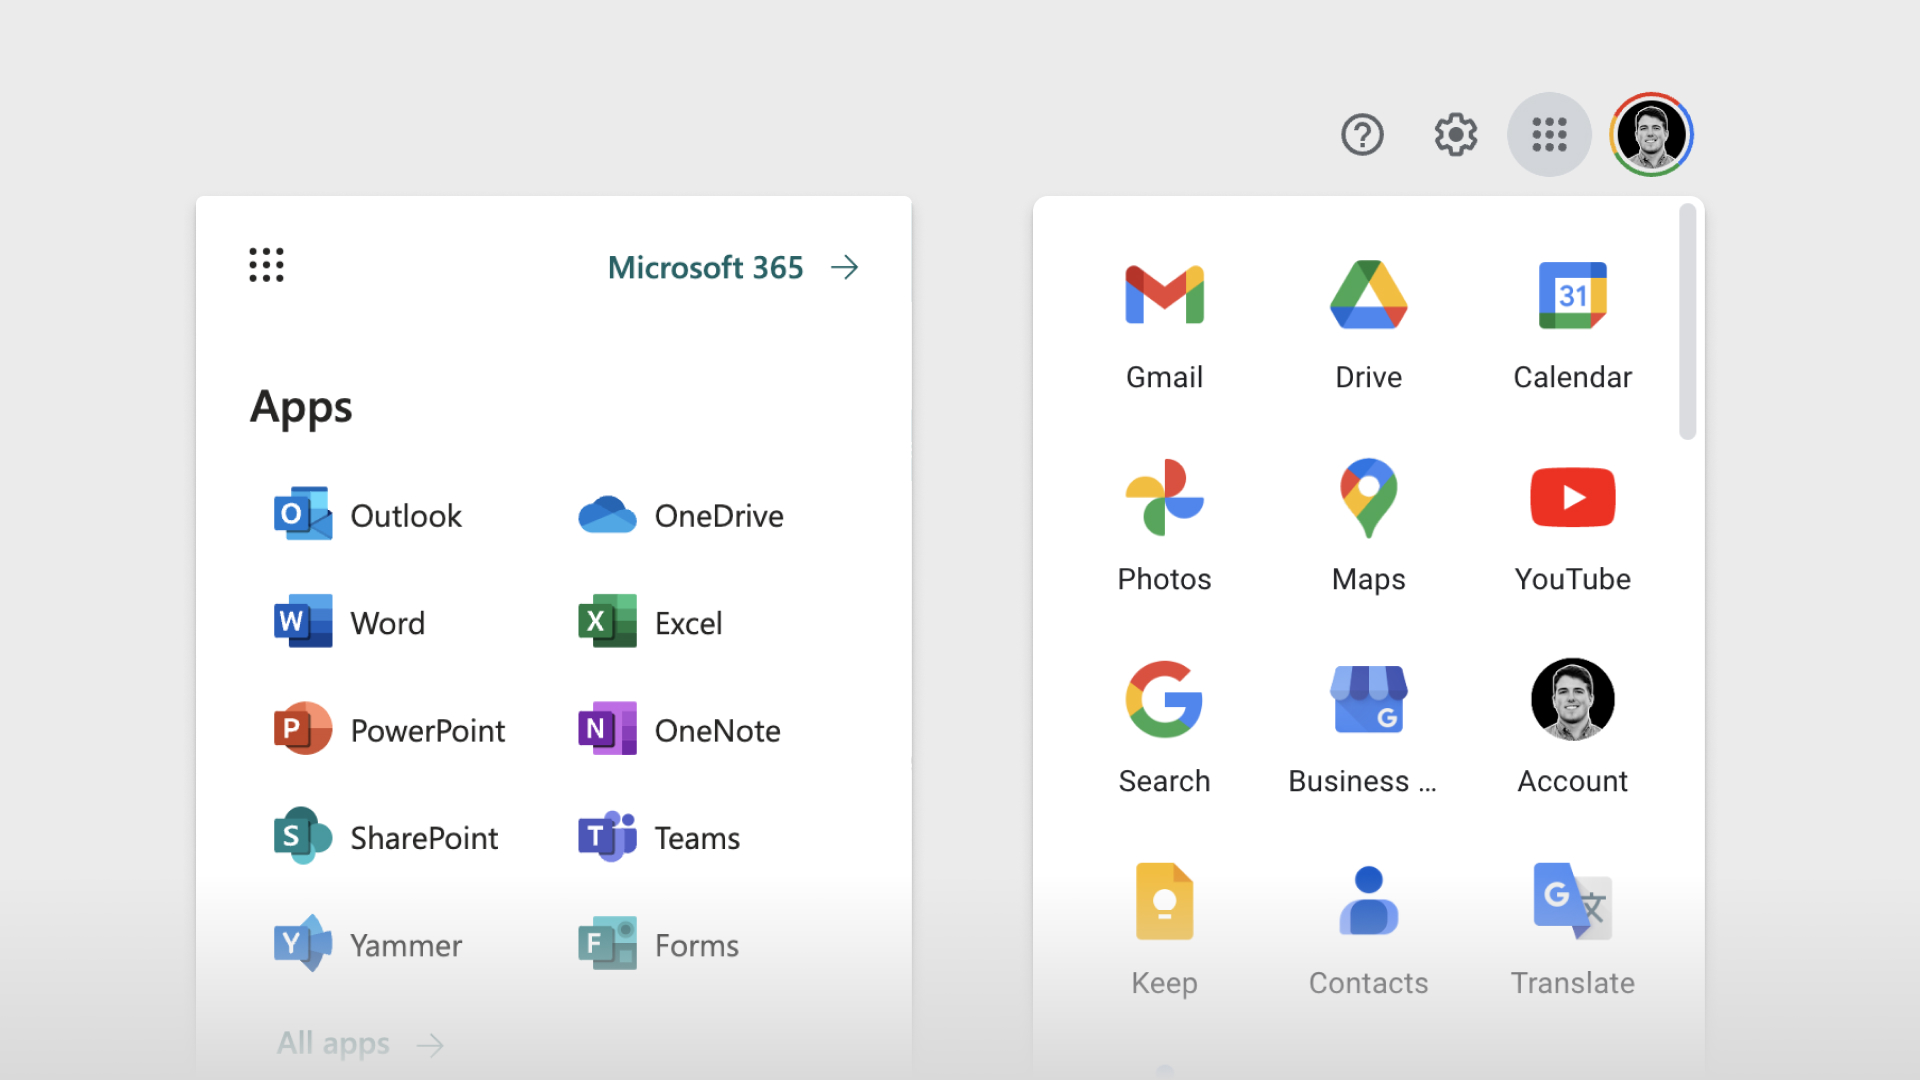 Microsoft 365 →
Apps
Outlook
OneDrive
Word
Excel
PowerPoint
OneNote
SharePoint
Teams
Yammer
Forms
All apps →
Gmail
Drive
31
Calendar
Photos
Maps
YouTube
Search
Business ...
Account
Keep
Contacts
Translate